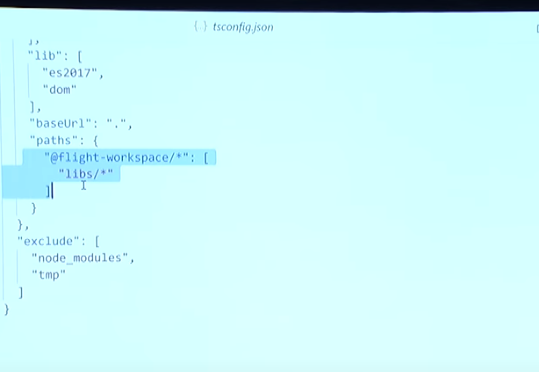 {..} tsconfig.json
],
"lib": [
"es2017",
"dom"
],
"baseUrl": ".",
"paths": {
"@flight-workspace/*": [
"libs/*"
]
}
},
"exclude": [
"node_modules",
"tmp"
]
}